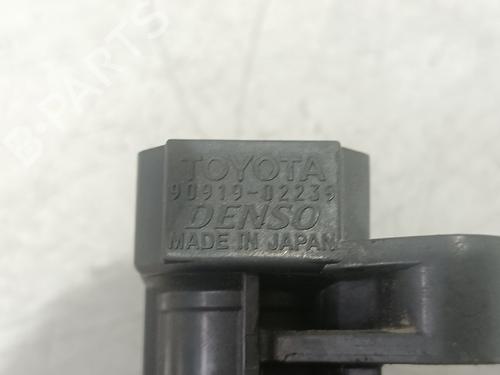 B-PARTS
TOYOTA
90919-02239
DENSO
MADE IN JAPAN